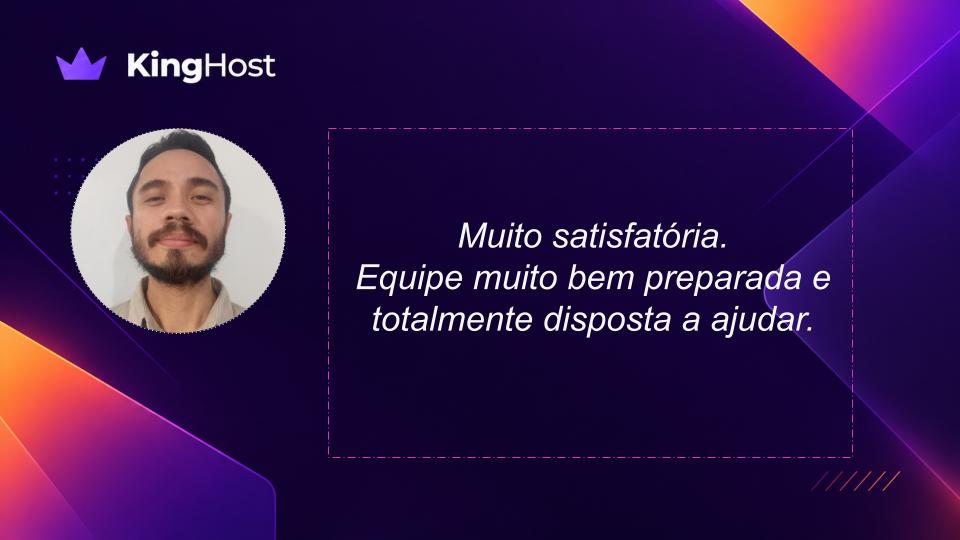 KingHost
Muito satisfatória.
Equipe muito bem preparada e
totalmente disposta a ajudar.